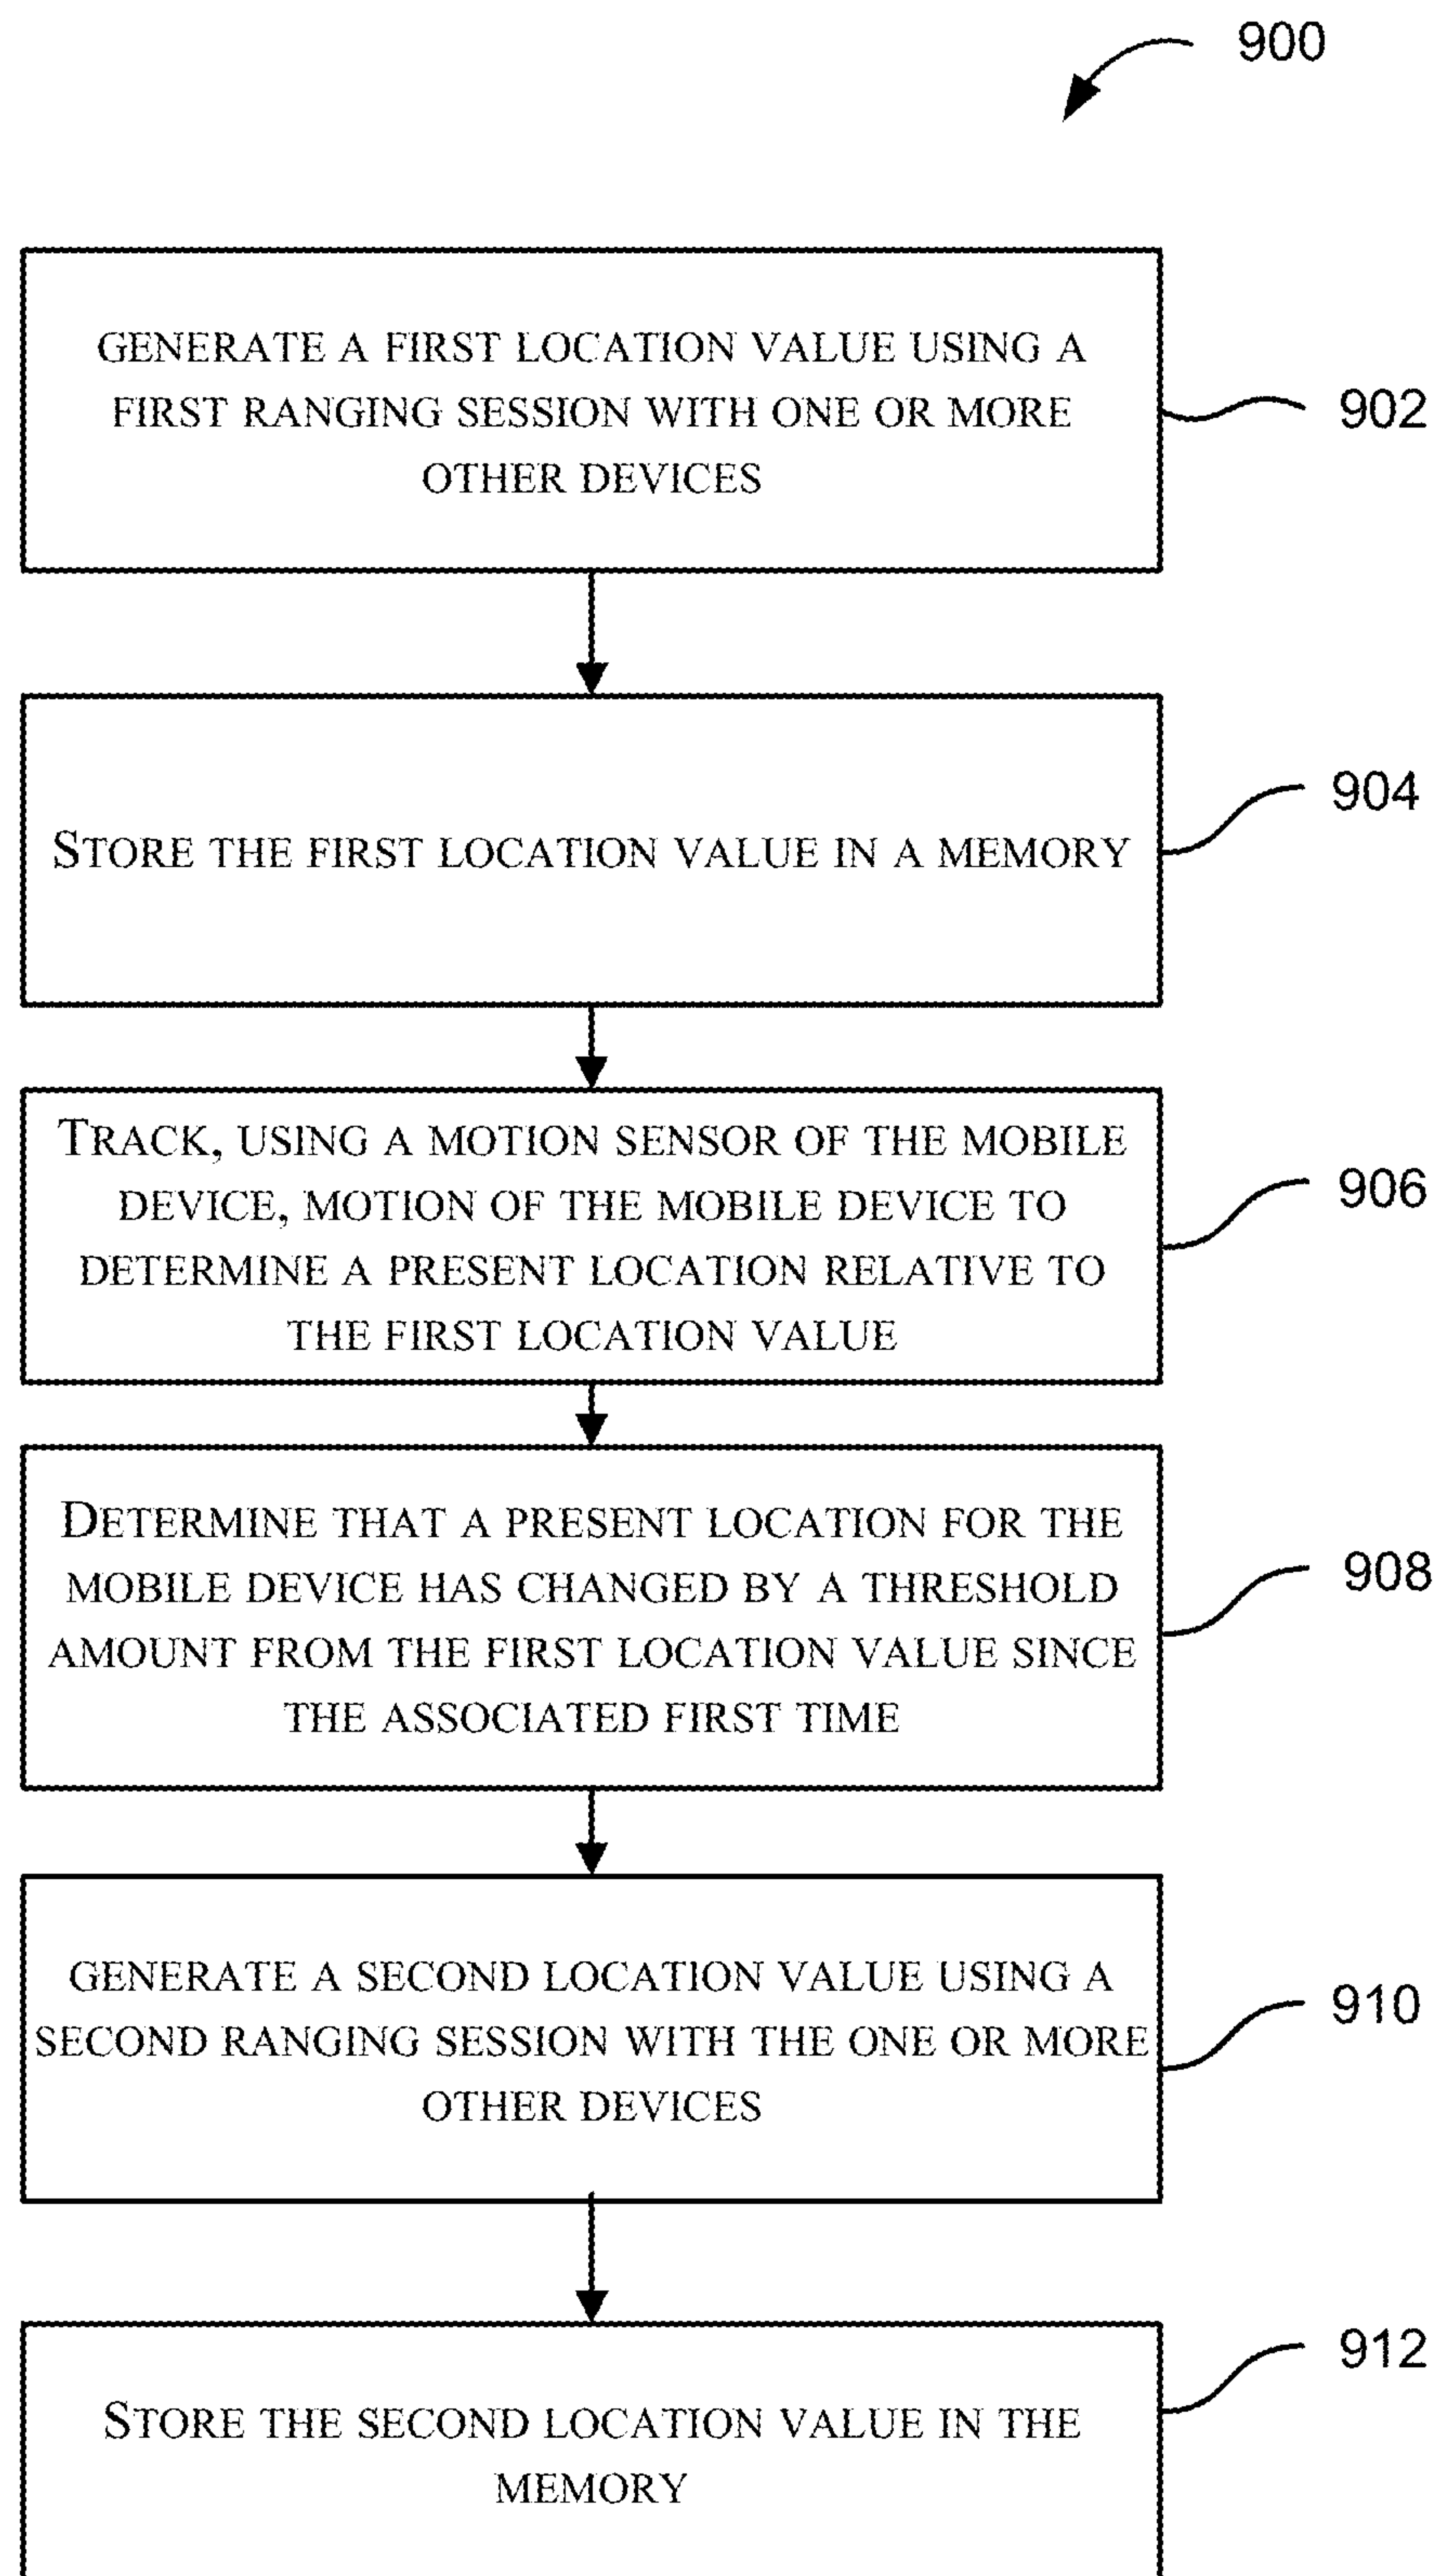 900
GENERATE A FIRST LOCATION VALUE USING A
FIRST RANGING SESSION WITH ONE OR MORE
OTHER DEVICES
902
STORE THE FIRST LOCATION VALUE IN A MEMORY
904
TRACK, USING A MOTION SENSOR OF THE MOBILE
DEVICE, MOTION OF THE MOBILE DEVICE TO
DETERMINE A PRESENT LOCATION RELATIVE TO
THE FIRST LOCATION VALUE
906
DETERMINE THAT A PRESENT LOCATION FOR THE
MOBILE DEVICE HAS CHANGED BY A THRESHOLD
AMOUNT FROM THE FIRST LOCATION VALUE SINCE
THE ASSOCIATED FIRST TIME
908
GENERATE A SECOND LOCATION VALUE USING A
SECOND RANGING SESSION WITH THE ONE OR MORE
OTHER DEVICES
910
STORE THE SECOND LOCATION VALUE IN THE
MEMORY
912